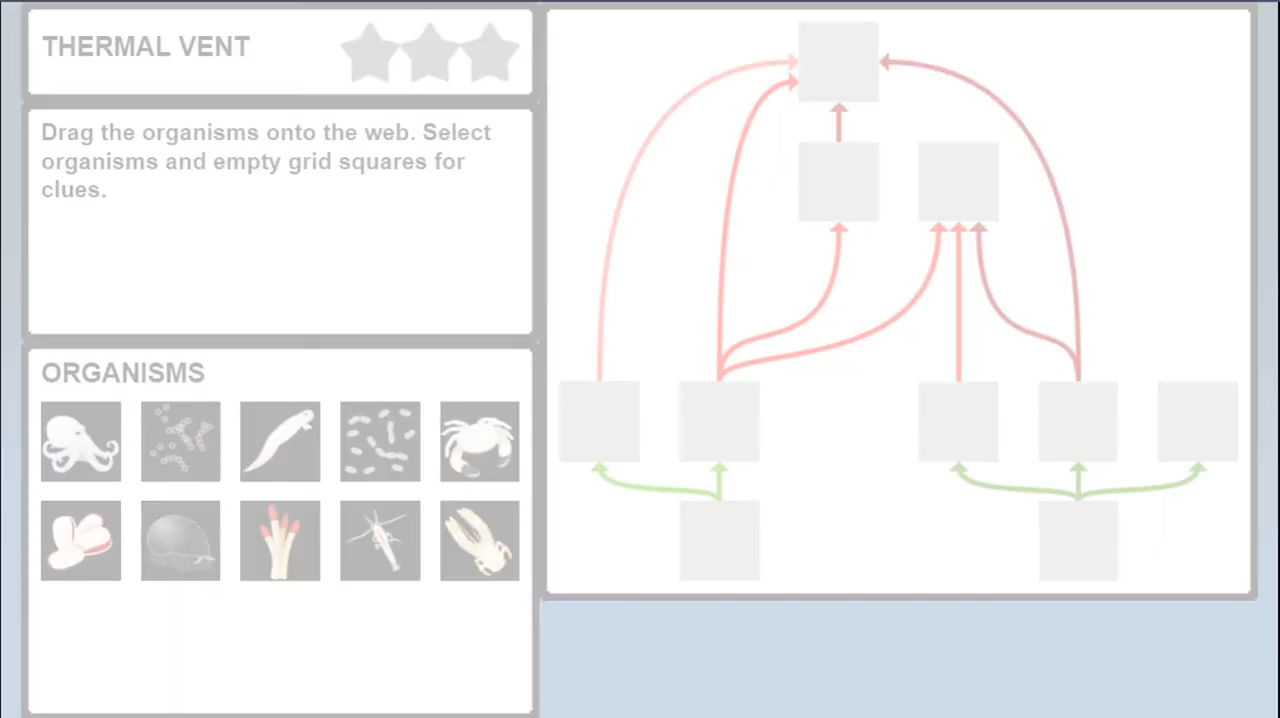 THERMAL VENT
Drag the organisms onto the web. Select
organisms and empty grid squares for
clues.
ORGANISMS